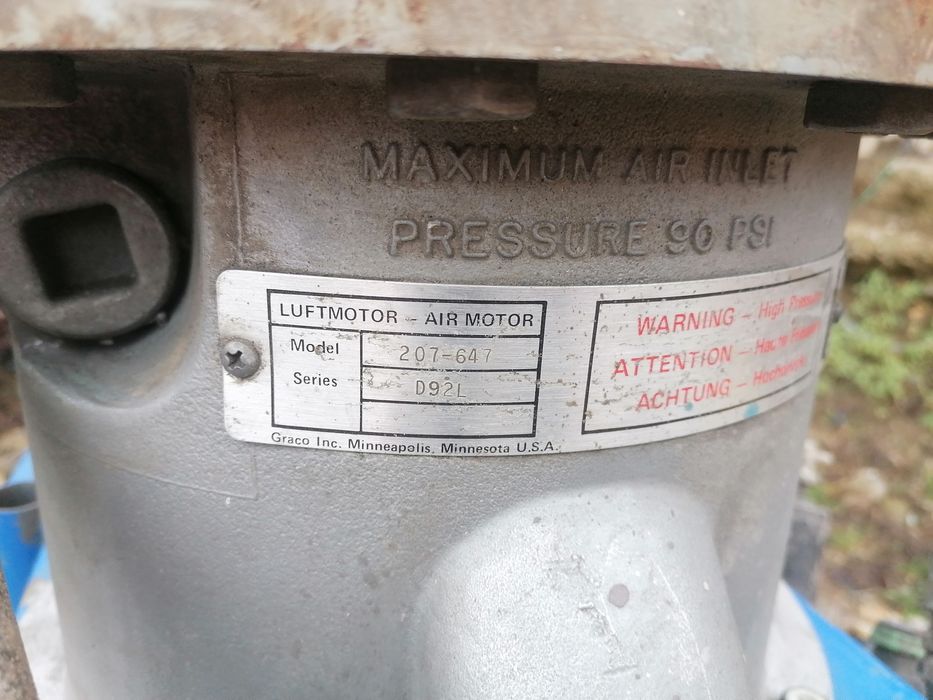 MAXIMUM AIR INLET
PRESSURE 90 PSI
LUFTMOTOR - AIR MOTOR
Model 207-647
Series D92L
Graco Inc. Minneapolis, Minnesota U.S.A.
WARNING - High Pressure
ATTENTION - Haute
ACHTUNG -